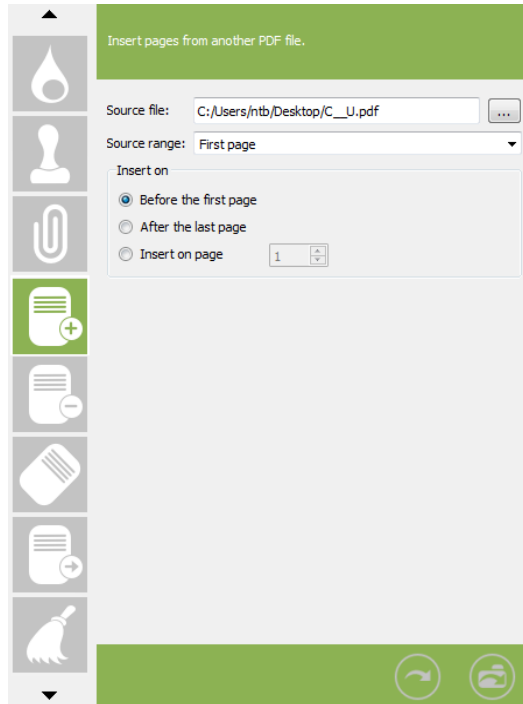 Insert pages from another PDF file.
Source file: C:/Users/ntb/Desktop/C__U.pdf ...
Source range: First page
Insert on
Before the first page
After the last page
Insert on page 1